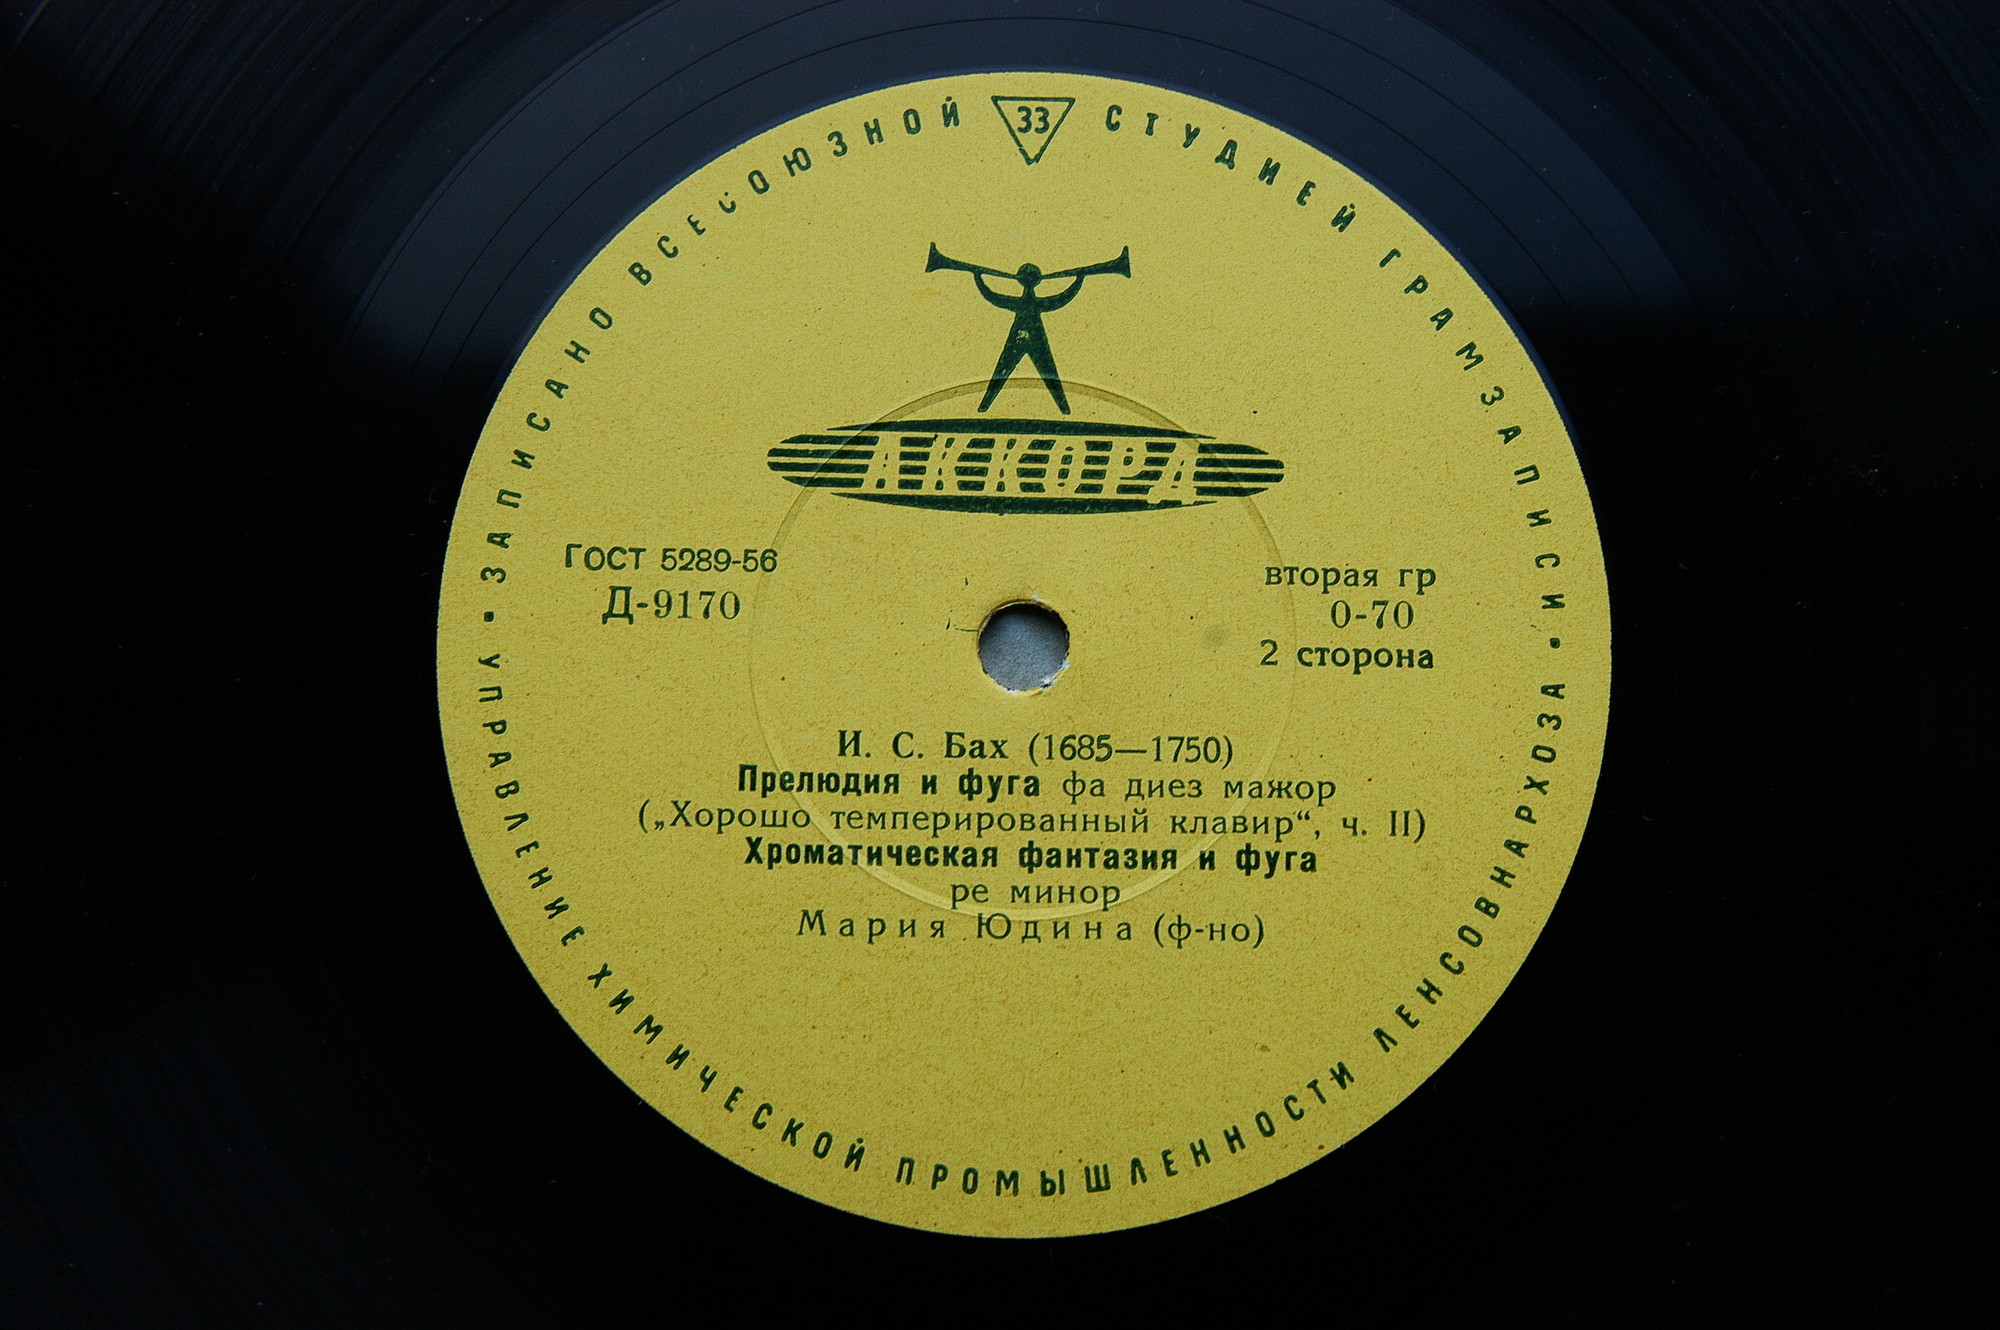 ЗАПИСАНО ВСЕСОЮЗНОЙ СТУДИЕЙ ГРАМЗАПИСИ
33
АККОРД
ГОСТ 5289-56
Д-9170
вторая гр
0-70
2 сторона
И. С. Бах (1685—1750)
Прелюдия и фуга фа диез мажор
(„Хорошо темперированный клавир“, ч. II)
Хроматическая фантазия и фуга
ре минор
Мария Юдина (ф-но)
• УПРАВЛЕНИЕ ХИМИЧЕСКОЙ ПРОМЫШЛЕННОСТИ ЛЕНСОВНАРХОЗА •